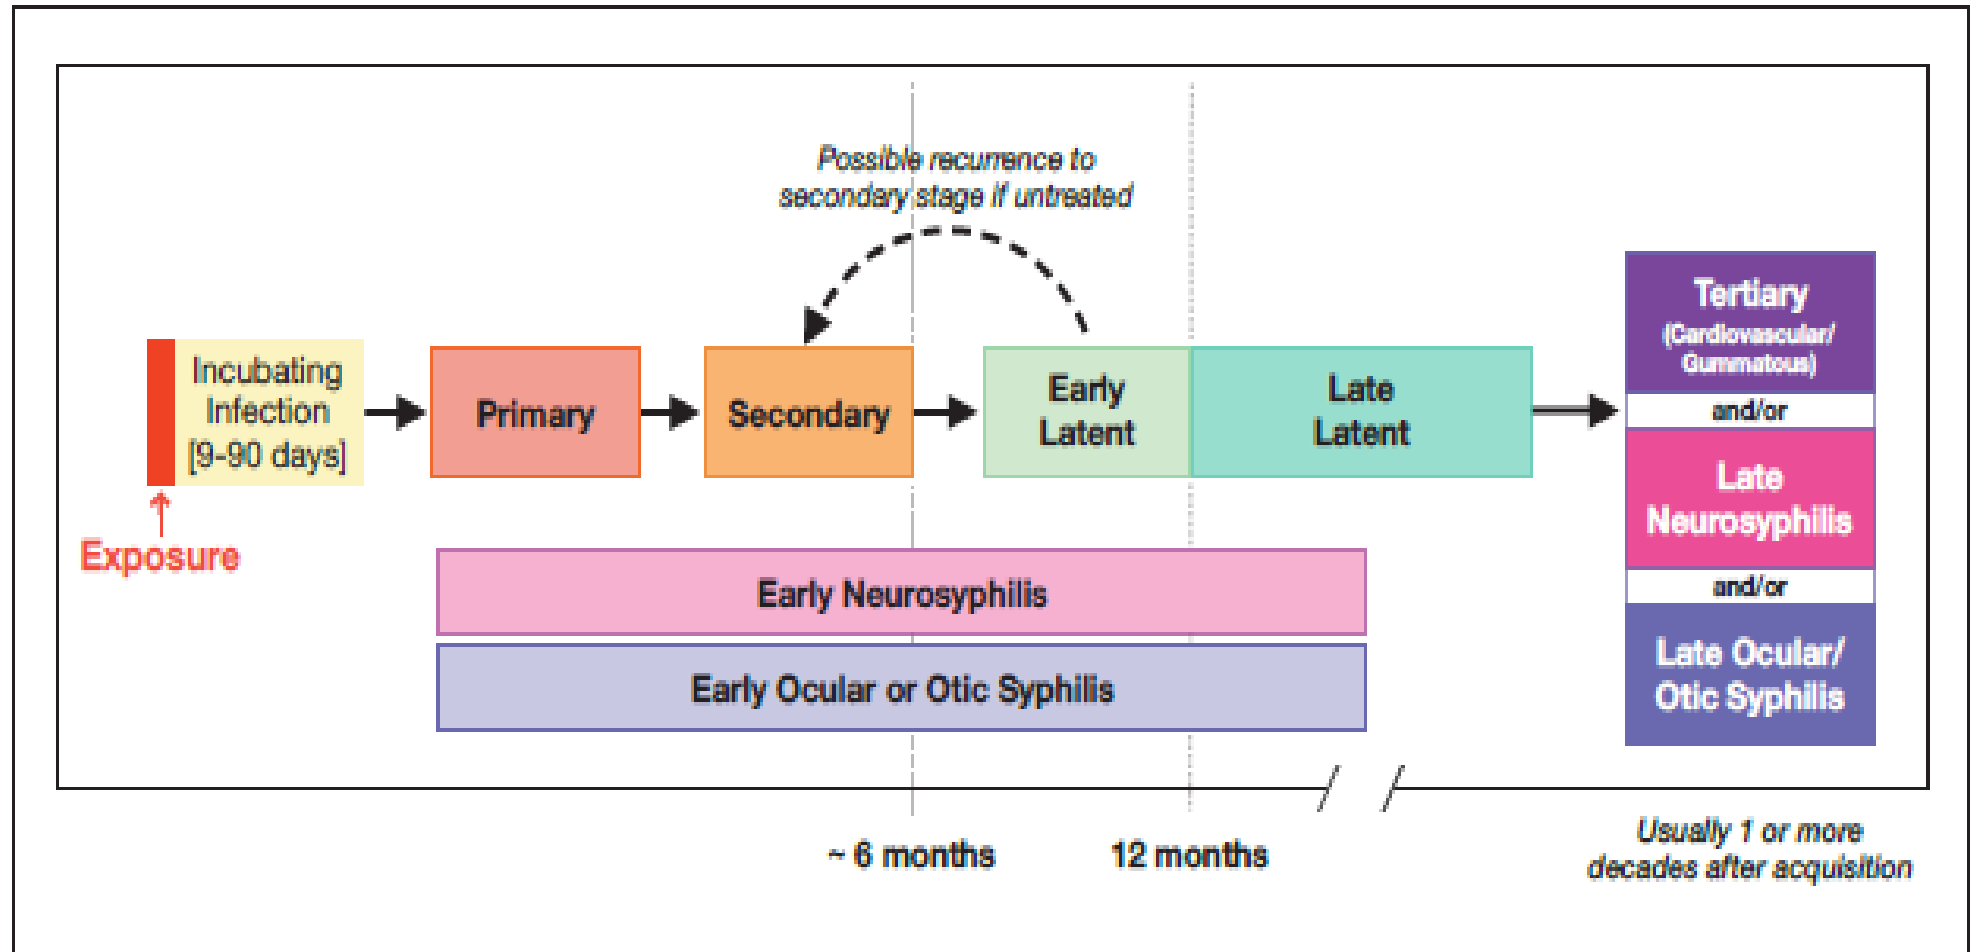 Possible recurrence to
secondary stage if untreated
Incubating
Infection
[9-90 days]
Exposure
Primary
Secondary
Early
Latent
Late
Latent
Tertiary
(Cardiovascular/
Gummatous)
and/or
Late
Neurosyphilis
and/or
Late Ocular/
Otic Syphilis
Early Neurosyphilis
Early Ocular or Otic Syphilis
~ 6 months
12 months
Usually 1 or more
decades after acquisition